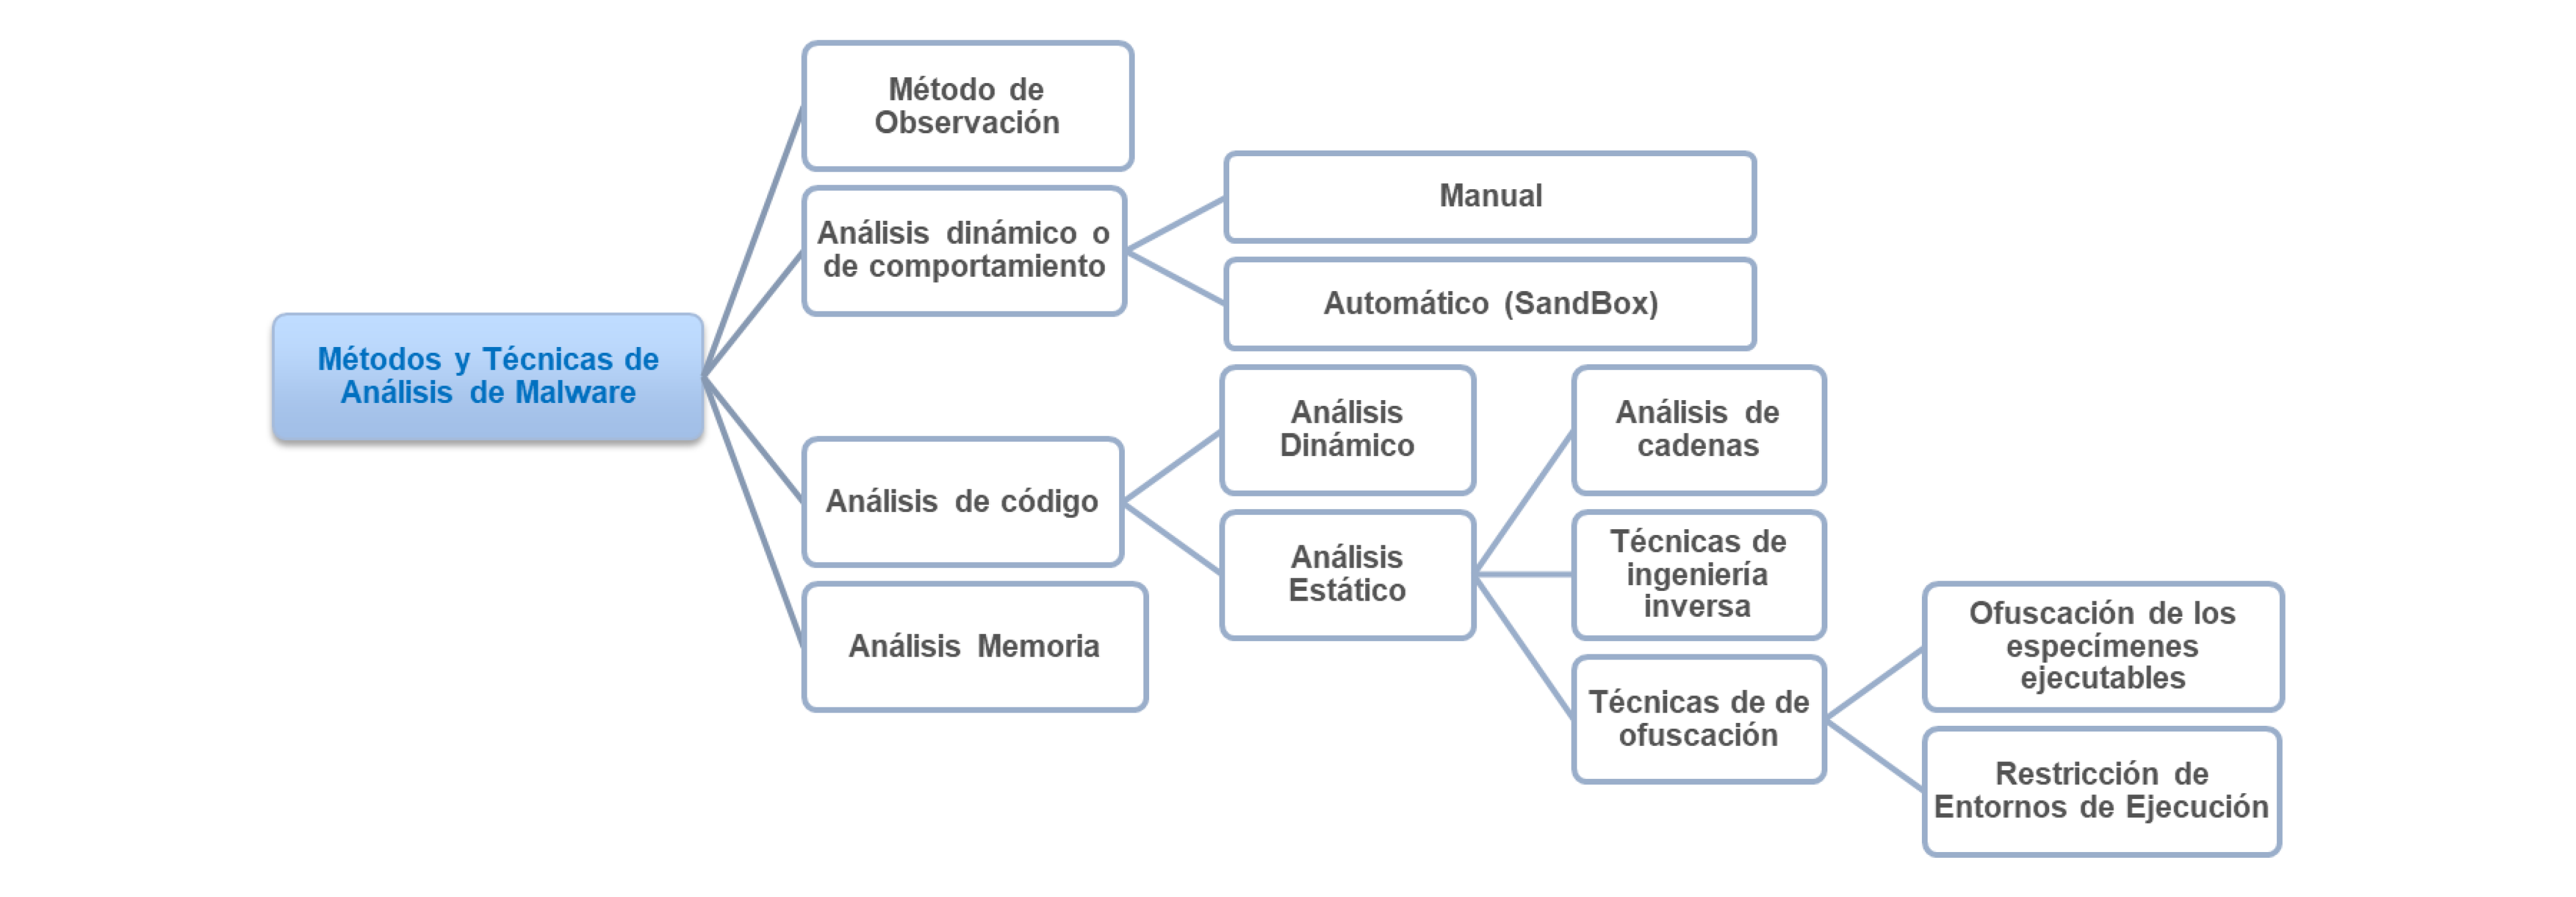 Métodos y Técnicas de
Análisis de Malware
Método de
Observación
Análisis dinámico o
de comportamiento
Manual
Automático (SandBox)
Análisis de código
Análisis
Dinámico
Análisis
Estático
Análisis de
cadenas
Técnicas de
ingeniería
inversa
Técnicas de de
ofuscación
Ofuscación de los
especímenes
ejecutables
Restricción de
Entornos de Ejecución
Análisis Memoria